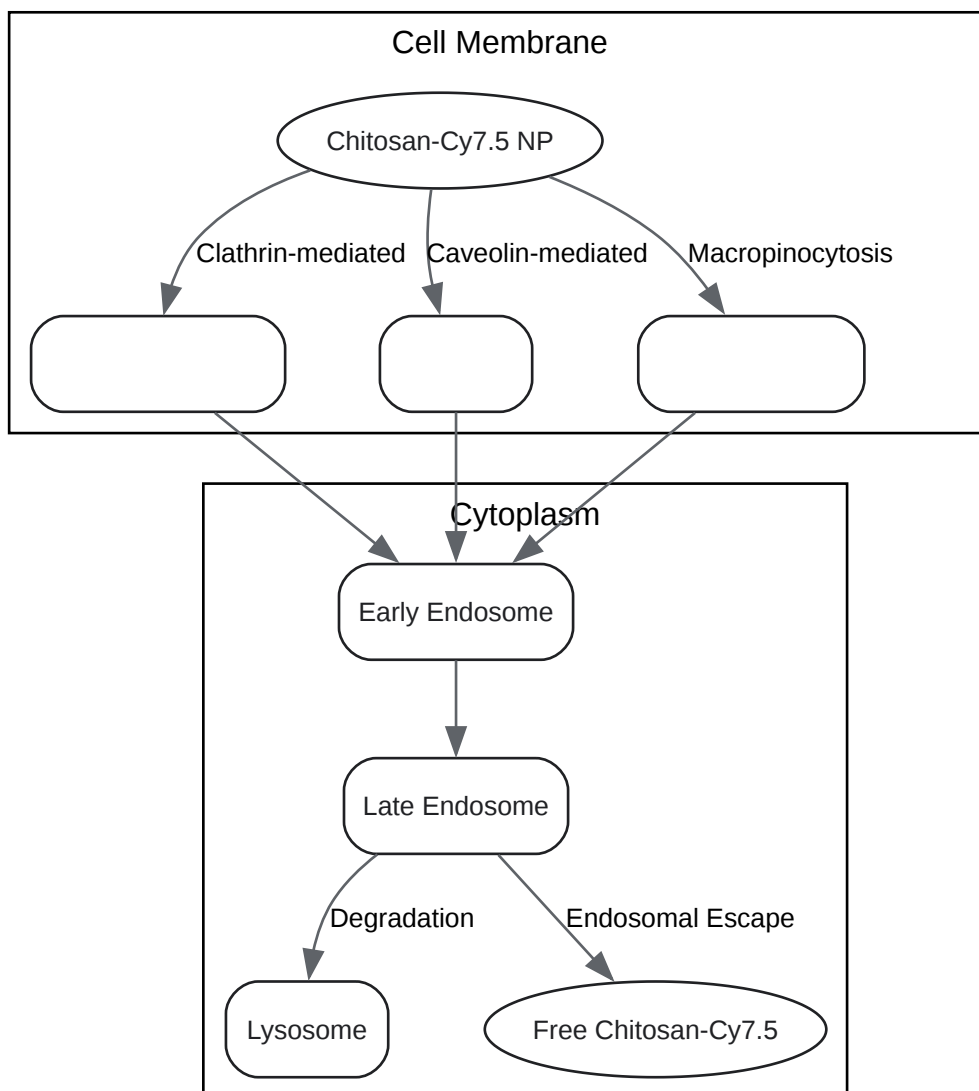 Cell Membrane
Chitosan-Cy7.5 NP
Clathrin-mediated
Caveolin-mediated
Macropinocytosis
Cytoplasm
Early Endosome
Late Endosome
Degradation
Endosomal Escape
Lysosome
Free Chitosan-Cy7.5